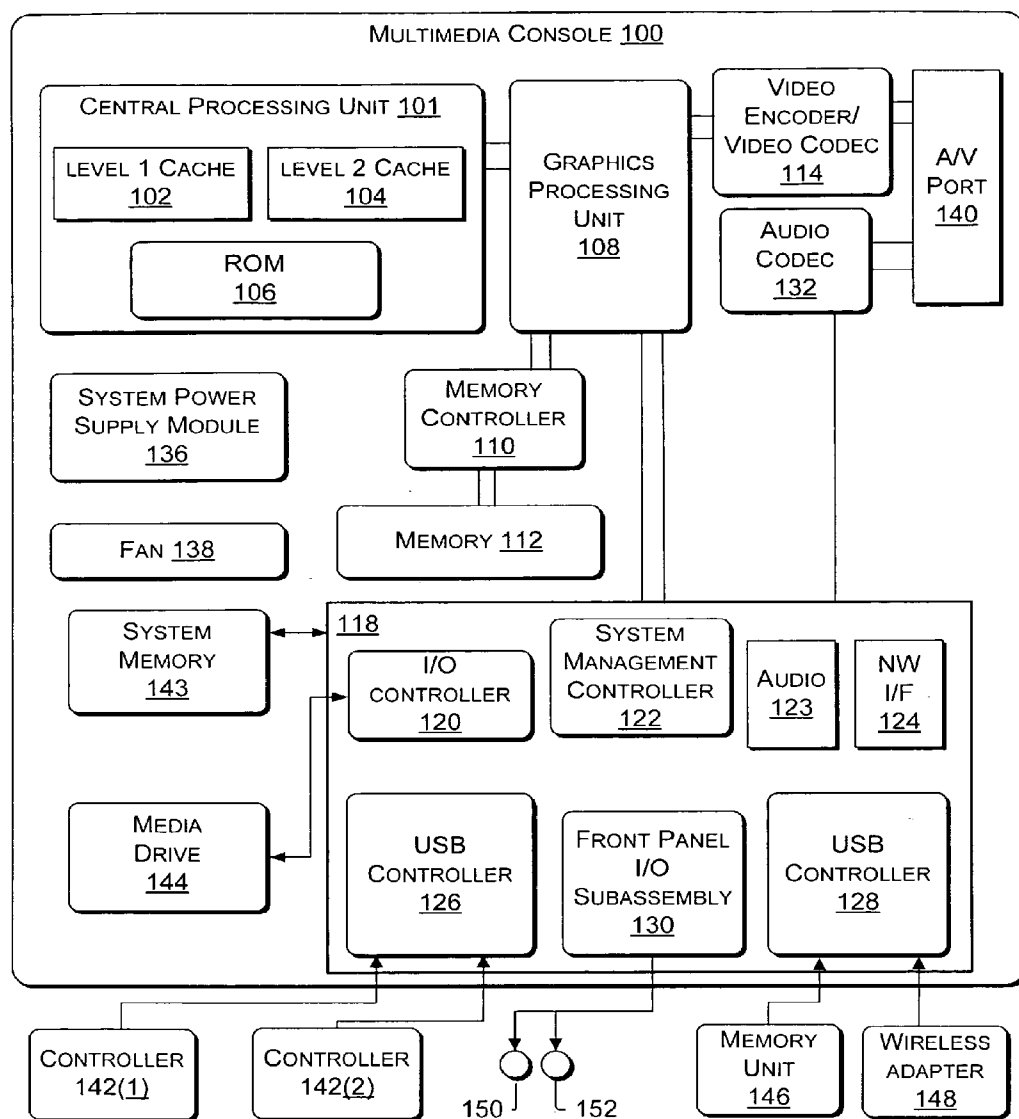 MULTIMEDIA CONSOLE 100
CENTRAL PROCESSING UNIT 101
LEVEL 1 CACHE
102
LEVEL 2 CACHE
104
ROM
106
GRAPHICS
PROCESSING
UNIT
108
VIDEO
ENCODER/
VIDEO CODEC
114
A/V
PORT
140
AUDIO
CODEC
132
SYSTEM POWER
SUPPLY MODULE
136
MEMORY
CONTROLLER
110
FAN 138
MEMORY 112
SYSTEM
MEMORY
143
118
I/O
CONTROLLER
120
SYSTEM
MANAGEMENT
CONTROLLER
122
AUDIO
123
NW
I/F
124
MEDIA
DRIVE
144
USB
CONTROLLER
126
FRONT PANEL
I/O
SUBASSEMBLY
130
USB
CONTROLLER
128
CONTROLLER
142(1)
CONTROLLER
142(2)
150
152
MEMORY
UNIT
146
WIRELESS
ADAPTER
148